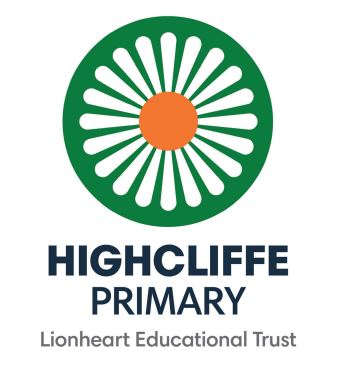 HIGHCLIFFE
PRIMARY
Lionheart Educational Trust